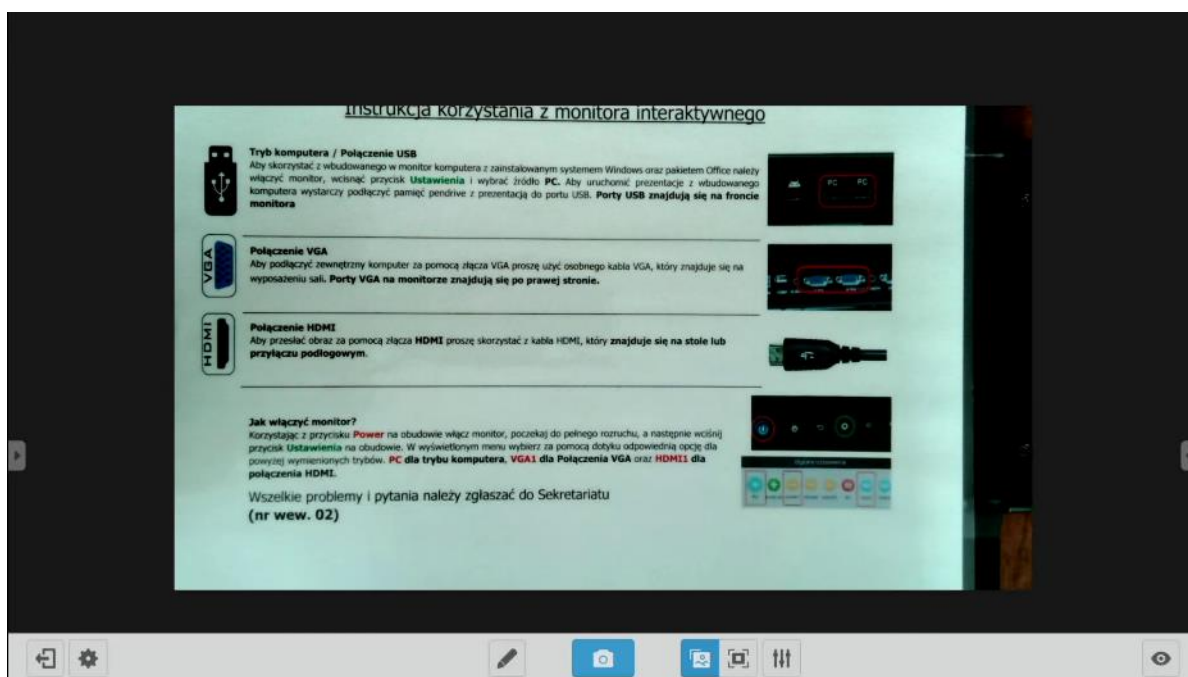 Instrukcja korzystania z monitora interaktywnego
Tryb komputera / Połączenie USB
Aby skorzystać z wbudowanego w monitor komputera z zainstalowanym systemem Windows oraz pakietem Office należy
włączyć monitor, wcisnąć przycisk Ustawienia i wybrać źródło PC. Aby uruchomić prezentacje z wbudowanego
komputera wystarczy podłączyć pamięć pendrive z prezentacją do portu USB. Porty USB znajdują się na froncie
monitora
PC PC
VGA
Połączenie VGA
Aby podłączyć zewnętrzny komputer za pomocą złącza VGA proszę użyć osobnego kabla VGA, który znajduje się na
wyposażeniu sali. Porty VGA na monitorze znajdują się po prawej stronie.
HDMI
Połączenie HDMI
Aby przesłać obraz za pomocą złącza HDMI proszę skorzystać z kabla HDMI, który znajduje się na stole lub
przyłączu podłogowym.
Jak włączyć monitor?
Korzystając z przycisku Power na obudowie włącz monitor, poczekaj do pełnego rozruchu, a następnie wciśnij
przycisk Ustawienia na obudowie. W wyświetlonym menu wybierz za pomocą dotyku odpowiednią opcję dla
powyżej wymienionych trybów. PC dla trybu komputera, VGA1 dla Połączenia VGA oraz HDMI1 dla
połączenia HDMI.
Wszelkie problemy i pytania należy zgłaszać do Sekretariatu
(nr wew. 02)